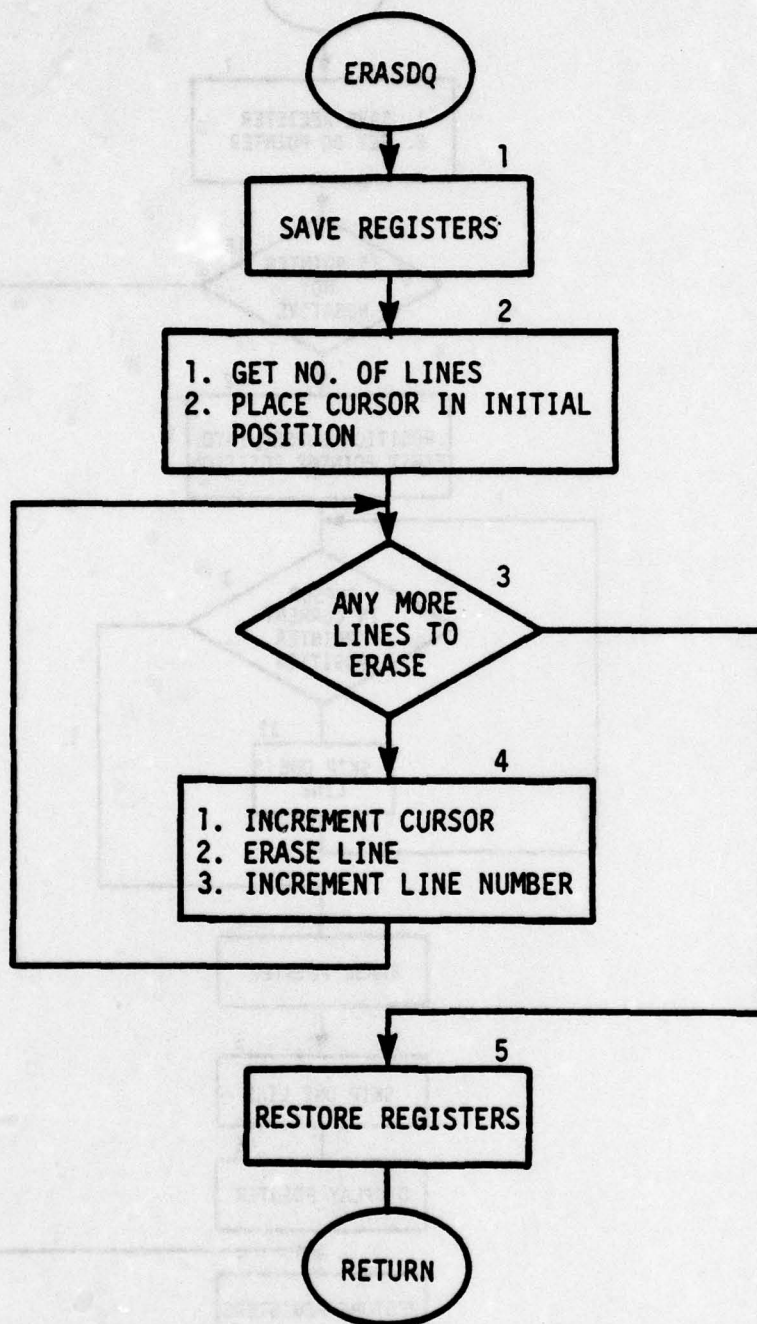 ERASDQ
1
SAVE REGISTERS
2
1. GET NO. OF LINES
2. PLACE CURSOR IN INITIAL
POSITION
3
ANY MORE
LINES TO
ERASE
4
1. INCREMENT CURSOR
2. ERASE LINE
3. INCREMENT LINE NUMBER
5
RESTORE REGISTERS
RETURN